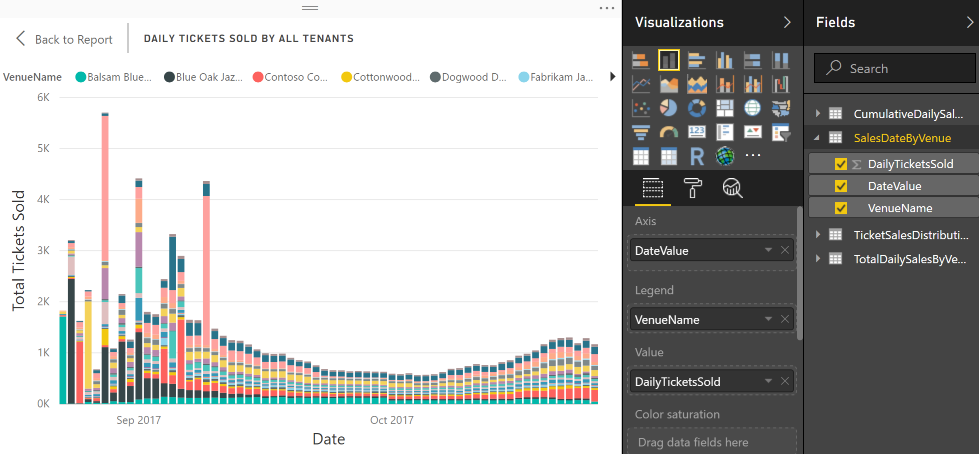 Back to Report
DAILY TICKETS SOLD BY ALL TENANTS
VenueName Balsam Blue... Blue Oak Jaz... Contoso Co... Cottonwood... Dogwood D... Fabrikam Ja...
6K
5K
4K
3K
2K
1K
0K
Total Tickets Sold
Sep 2017 Oct 2017
Date
Visualizations
123
R
Axis
DateValue
Legend
VenueName
Value
DailyTicketsSold
Color saturation
Drag data fields here
Fields
Search
CumulativeDailySal...
SalesDateByVenue
DailyTicketsSold
DateValue
VenueName
TicketSalesDistributi...
TotalDailySalesByVe...